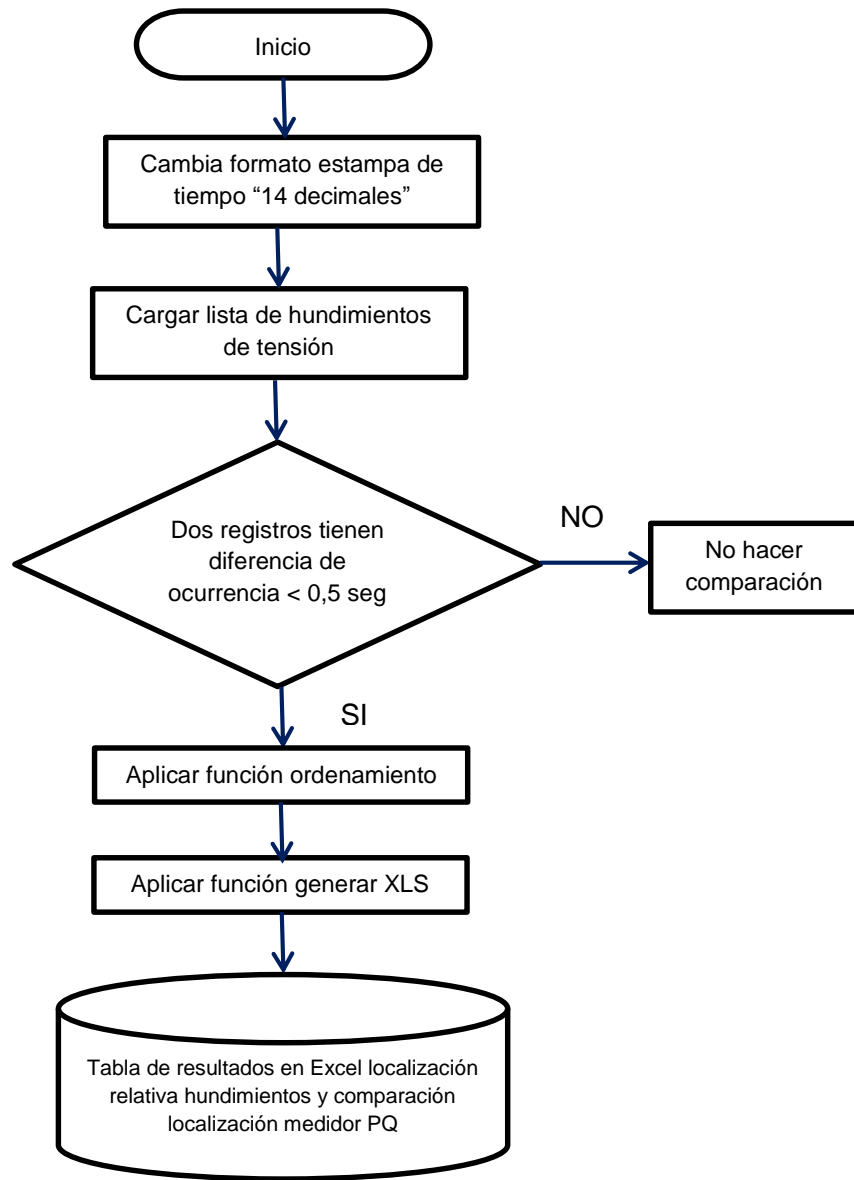 Inicio
Cambia formato estampa de
tiempo “14 decimales”
Cargar lista de hundimientos
de tensión
Dos registros tienen
diferencia de
ocurrencia < 0,5 seg
NO
No hacer
comparación
SI
Aplicar función ordenamiento
Aplicar función generar XLS
Tabla de resultados en Excel localización
relativa hundimientos y comparación
localización medidor PQ